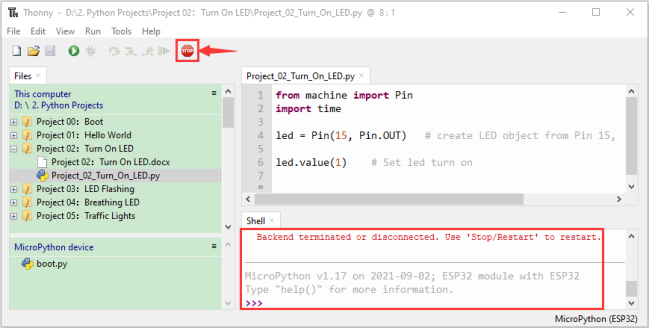 Thonny - D:\2. Python Projects\Project 02：Turn On LED\Project_02_Turn_On_LED.py @ 8 : 1
File Edit View Run Tools Help
STOP
Files ×
This computer
D: \ 2. Python Projects
Project 00：Boot
Project 01：Hello World
Project 02：Turn On LED
Project 02：Turn On LED.docx
Project_02_Turn_On_LED.py
Project 03：LED Flashing
Project 04：Breathing LED
Project 05：Traffic Lights
MicroPython device
boot.py
Project_02_Turn_On_LED.py ×
1 from machine import Pin
2 import time
3
4 led = Pin(15, Pin.OUT) # create LED object from Pin 15,
5
6 led.value(1) # Set led turn on
7
8
Shell ×
Backend terminated or disconnected. Use 'Stop/Restart' to restart.
MicroPython v1.17 on 2021-09-02; ESP32 module with ESP32
Type "help()" for more information.
>>>
MicroPython (ESP32)